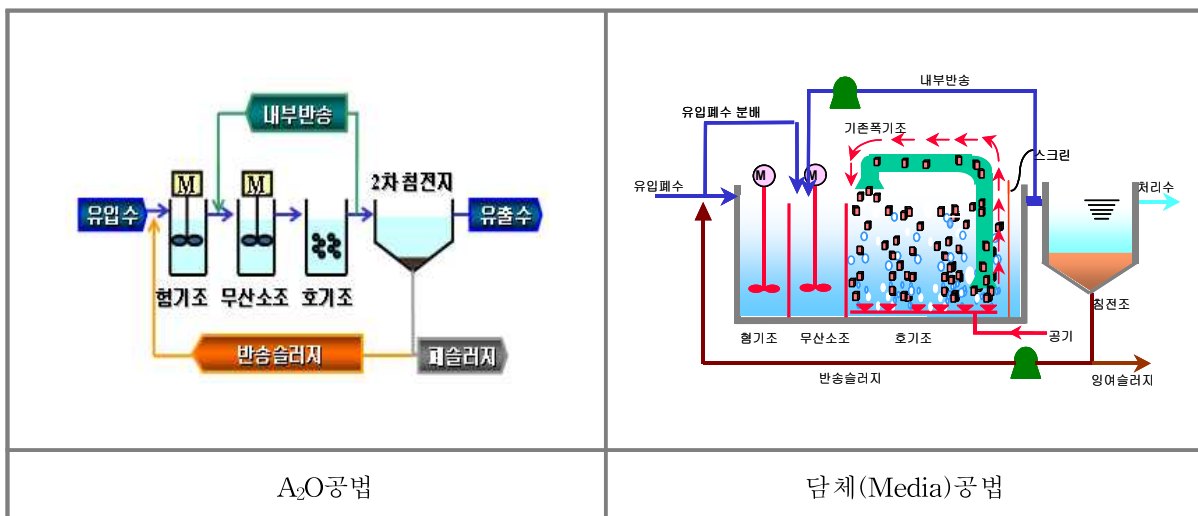 내부반송
M
M
2차침전지
유입수
유출수
혐기조
무산소조
호기조
반송슬러지
폐슬러지
내부반송
유입폐수 분배
기존폭기조
스크린
유입폐수
M
M
처리수
침전조
혐기조
무산소조
호기조
공기
반송슬러지
잉여슬러지
A₂O공법
담체(Media)공법